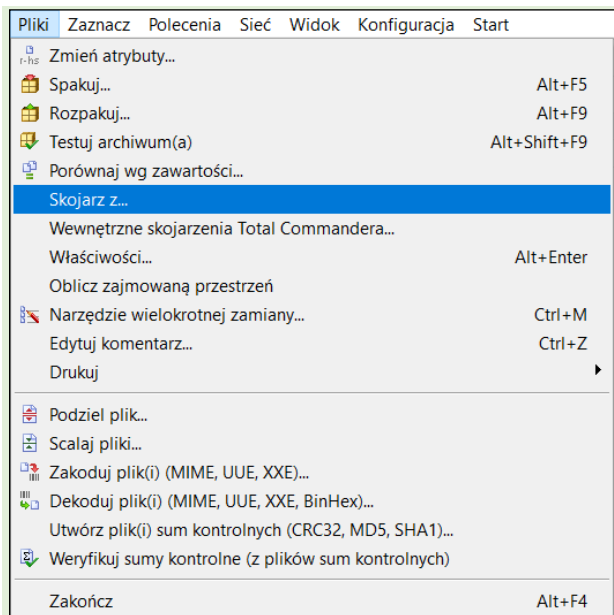 Pliki Zaznacz Polecenia Sieć Widok Konfiguracja Start
r-hs Zmień atrybuty...
Spakuj... Alt+F5
Rozpakuj... Alt+F9
Testuj archiwum(a) Alt+Shift+F9
Porównaj wg zawartości...
Skojarz z...
Wewnętrzne skojarzenia Total Commandera...
Właściwości... Alt+Enter
Oblicz zajmowaną przestrzeń
Narzędzie wielokrotnej zamiany... Ctrl+M
Edytuj komentarz... Ctrl+Z
Drukuj
Podziel plik...
Scalaj pliki...
Zakoduj plik(i) (MIME, UUE, XXE)...
Dekoduj plik(i) (MIME, UUE, XXE, BinHex)...
Utwórz plik(i) sum kontrolnych (CRC32, MD5, SHA1)...
Weryfikuj sumy kontrolne (z plików sum kontrolnych)
Zakończ Alt+F4